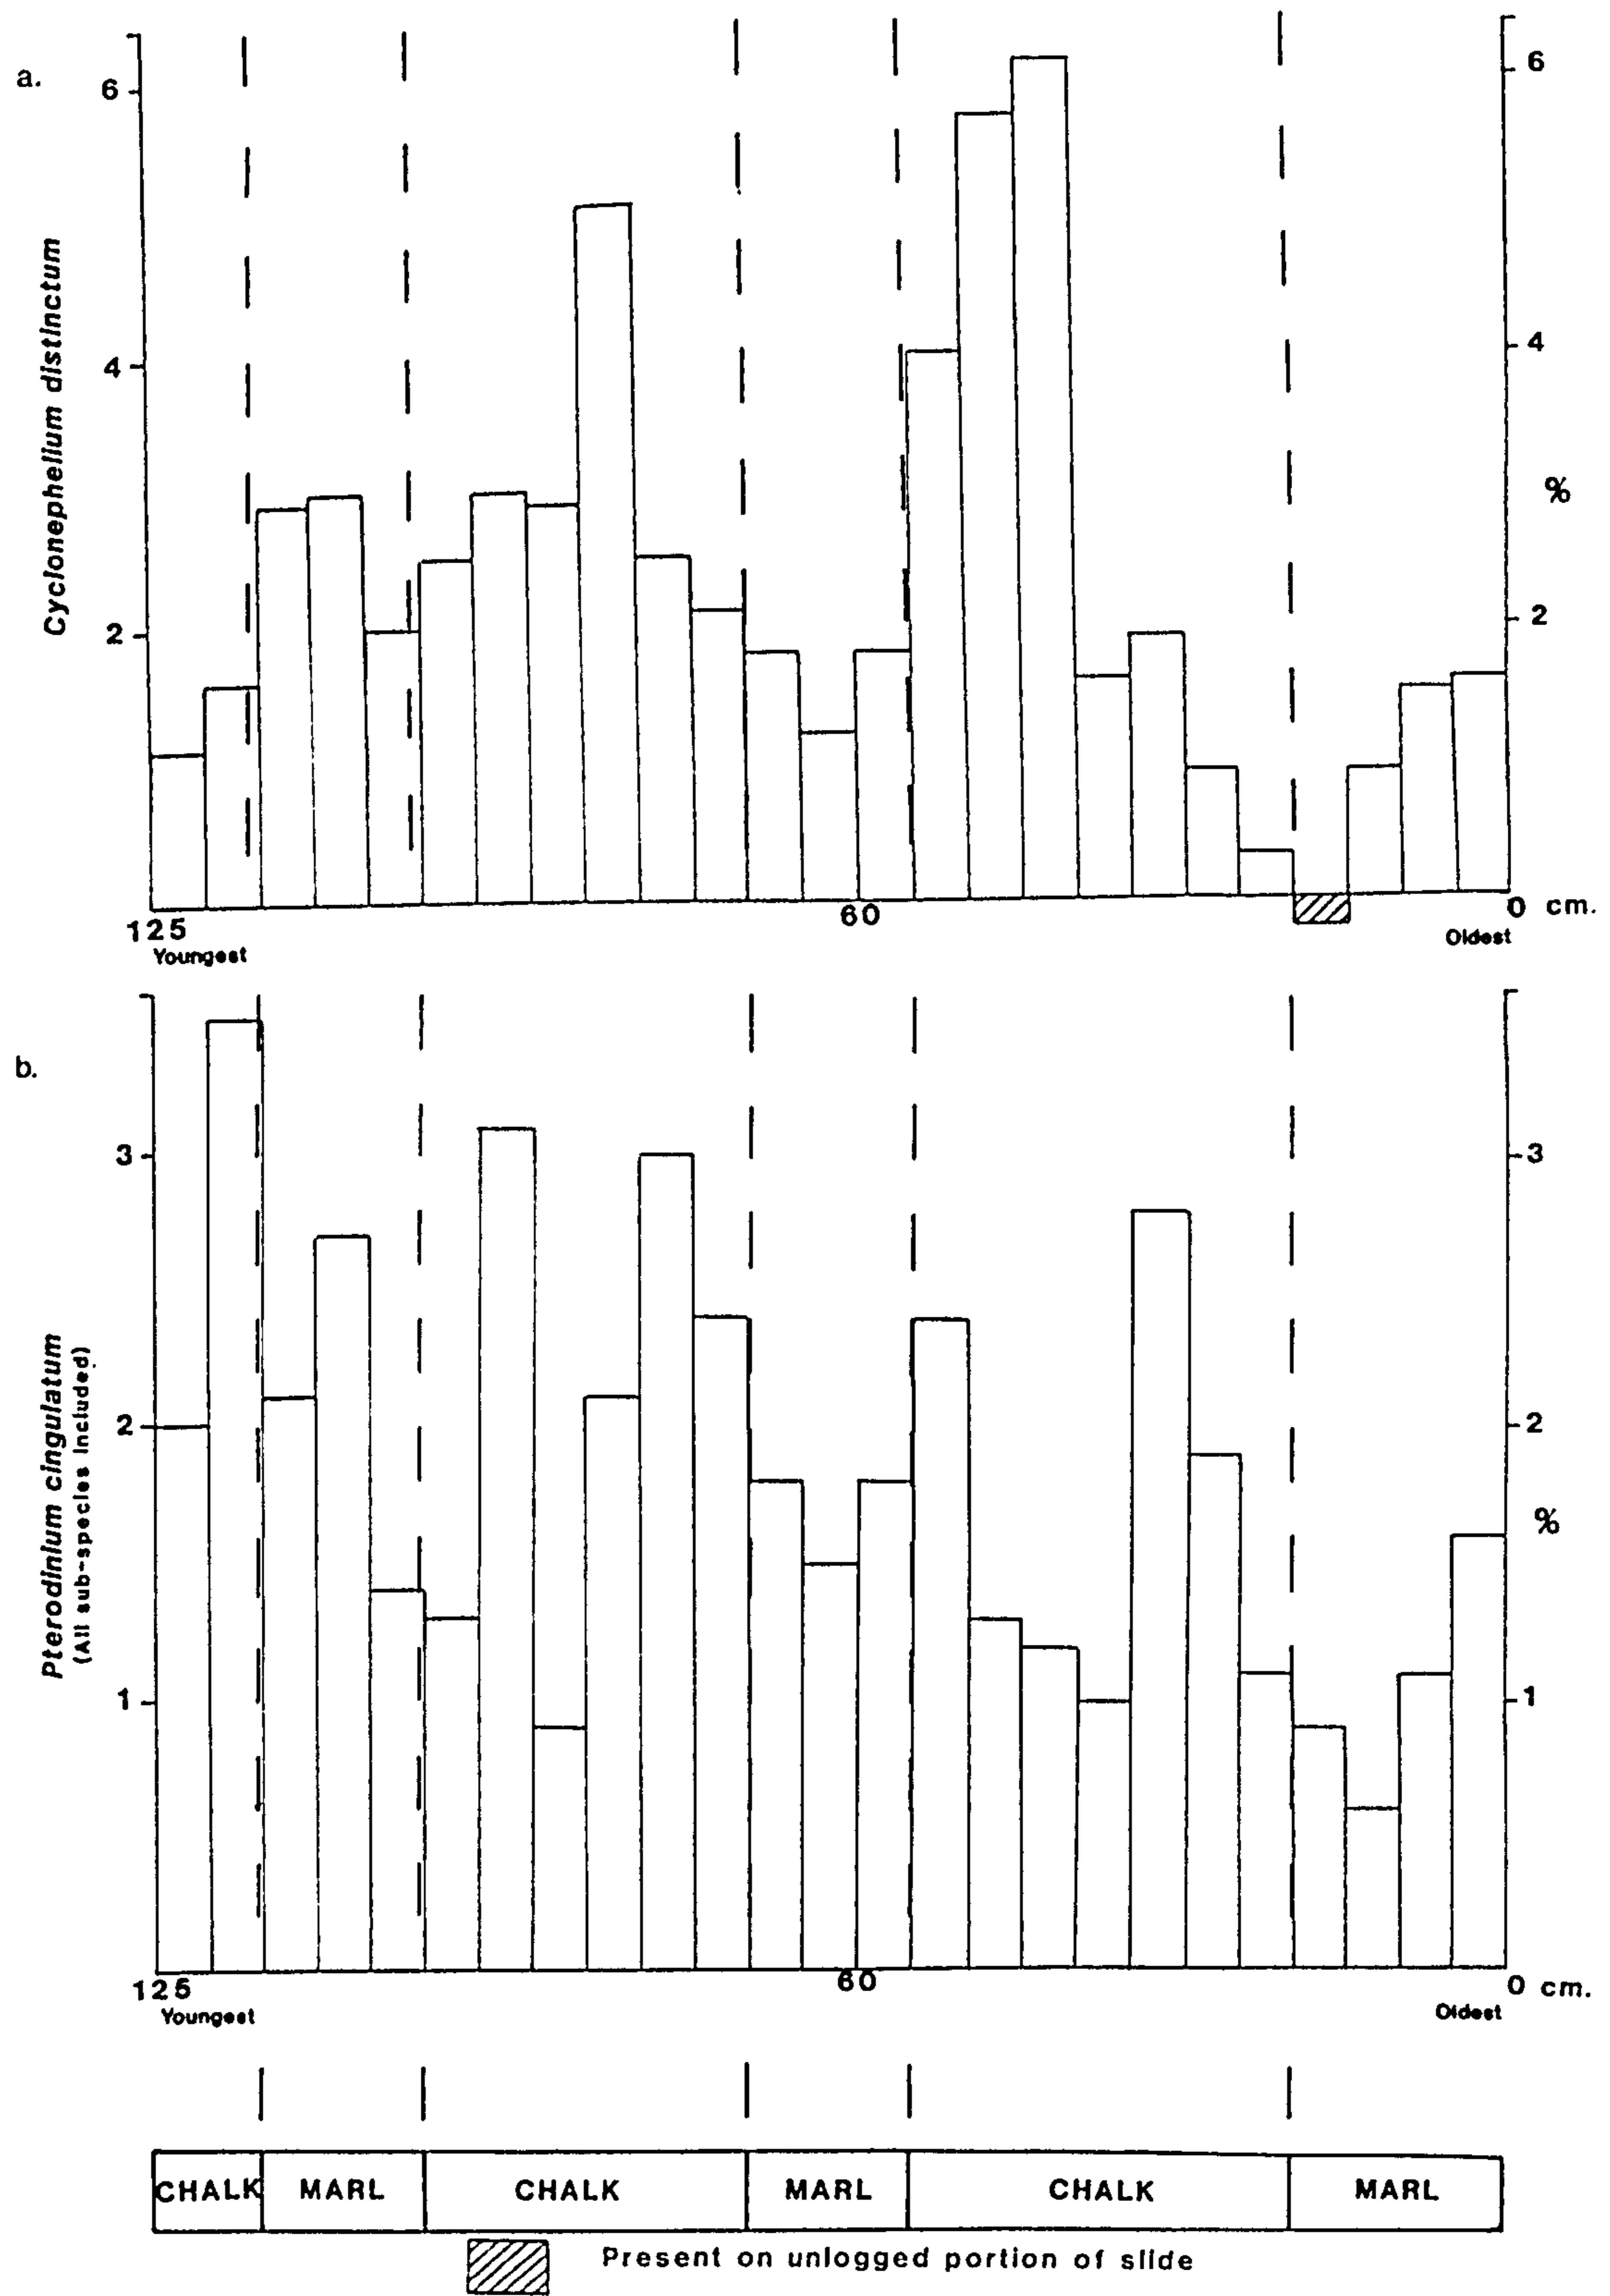 a.
6
4
2
Cyclonephelium distinctum
6
4
%
2
125
60
0 cm.
Youngest
Oldest
b.
3
2
1
Pterodinium cingulatum
(All sub-species included)
3
2
%
1
125
60
0 cm.
Youngest
Oldest
CHALK MARL CHALK MARL CHALK MARL
Present on unlogged portion of slide